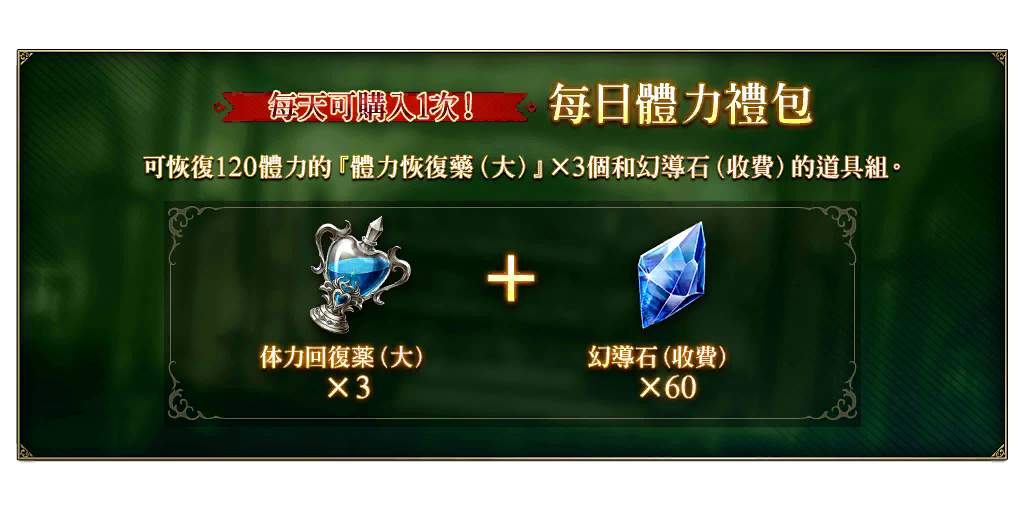 每天可購入1次！ 每日體力禮包
可恢復120體力的『體力恢復藥（大）』×3個和幻導石（收費）的道具組。
+
体力回復薬（大）
×3
幻導石（收費）
×60